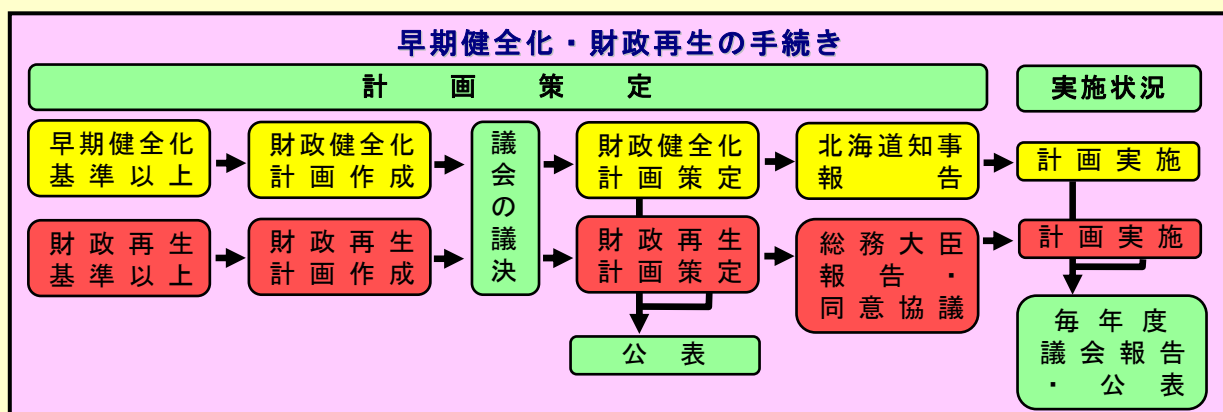 早期健全化・財政再生の手続き
計画策定
実施状況
早期健全化
基準以上
財政健全化
計画作成
議会の議決
財政健全化
計画策定
北海道知事
報告
計画実施
財政再生
基準以上
財政再生
計画作成
財政再生
計画策定
総務大臣
報告・
同意協議
計画実施
公表
毎年度
議会報告
・公表